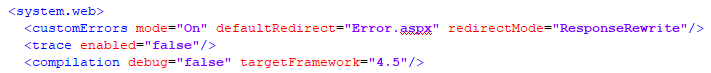 <system.web>
<customErrors mode="On" defaultRedirect="Error.aspx" redirectMode="ResponseRewrite"/>
<trace enabled="false"/>
<compilation debug="false" targetFramework="4.5"/>